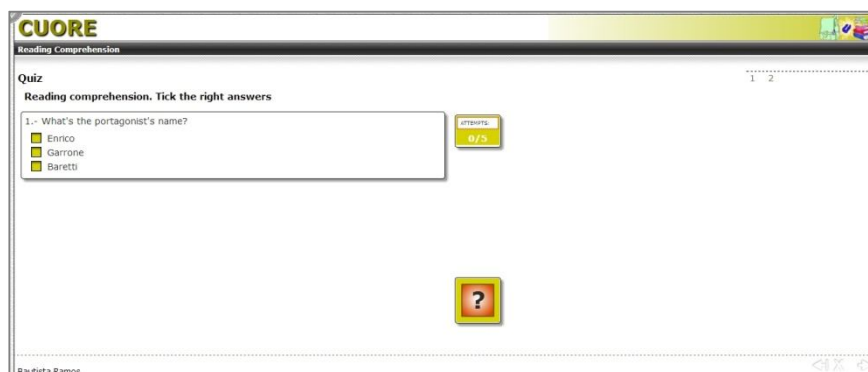 CUORE
Reading Comprehension
Quiz
1 2
Reading comprehension. Tick the right answers
1.- What's the portagonist's name?
Enrico
Garrone
Baretti
ATTEMPTS:
0/5
?
Bautista Ramos